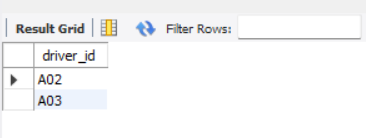 Result Grid Filter Rows:
driver_id
A02
A03